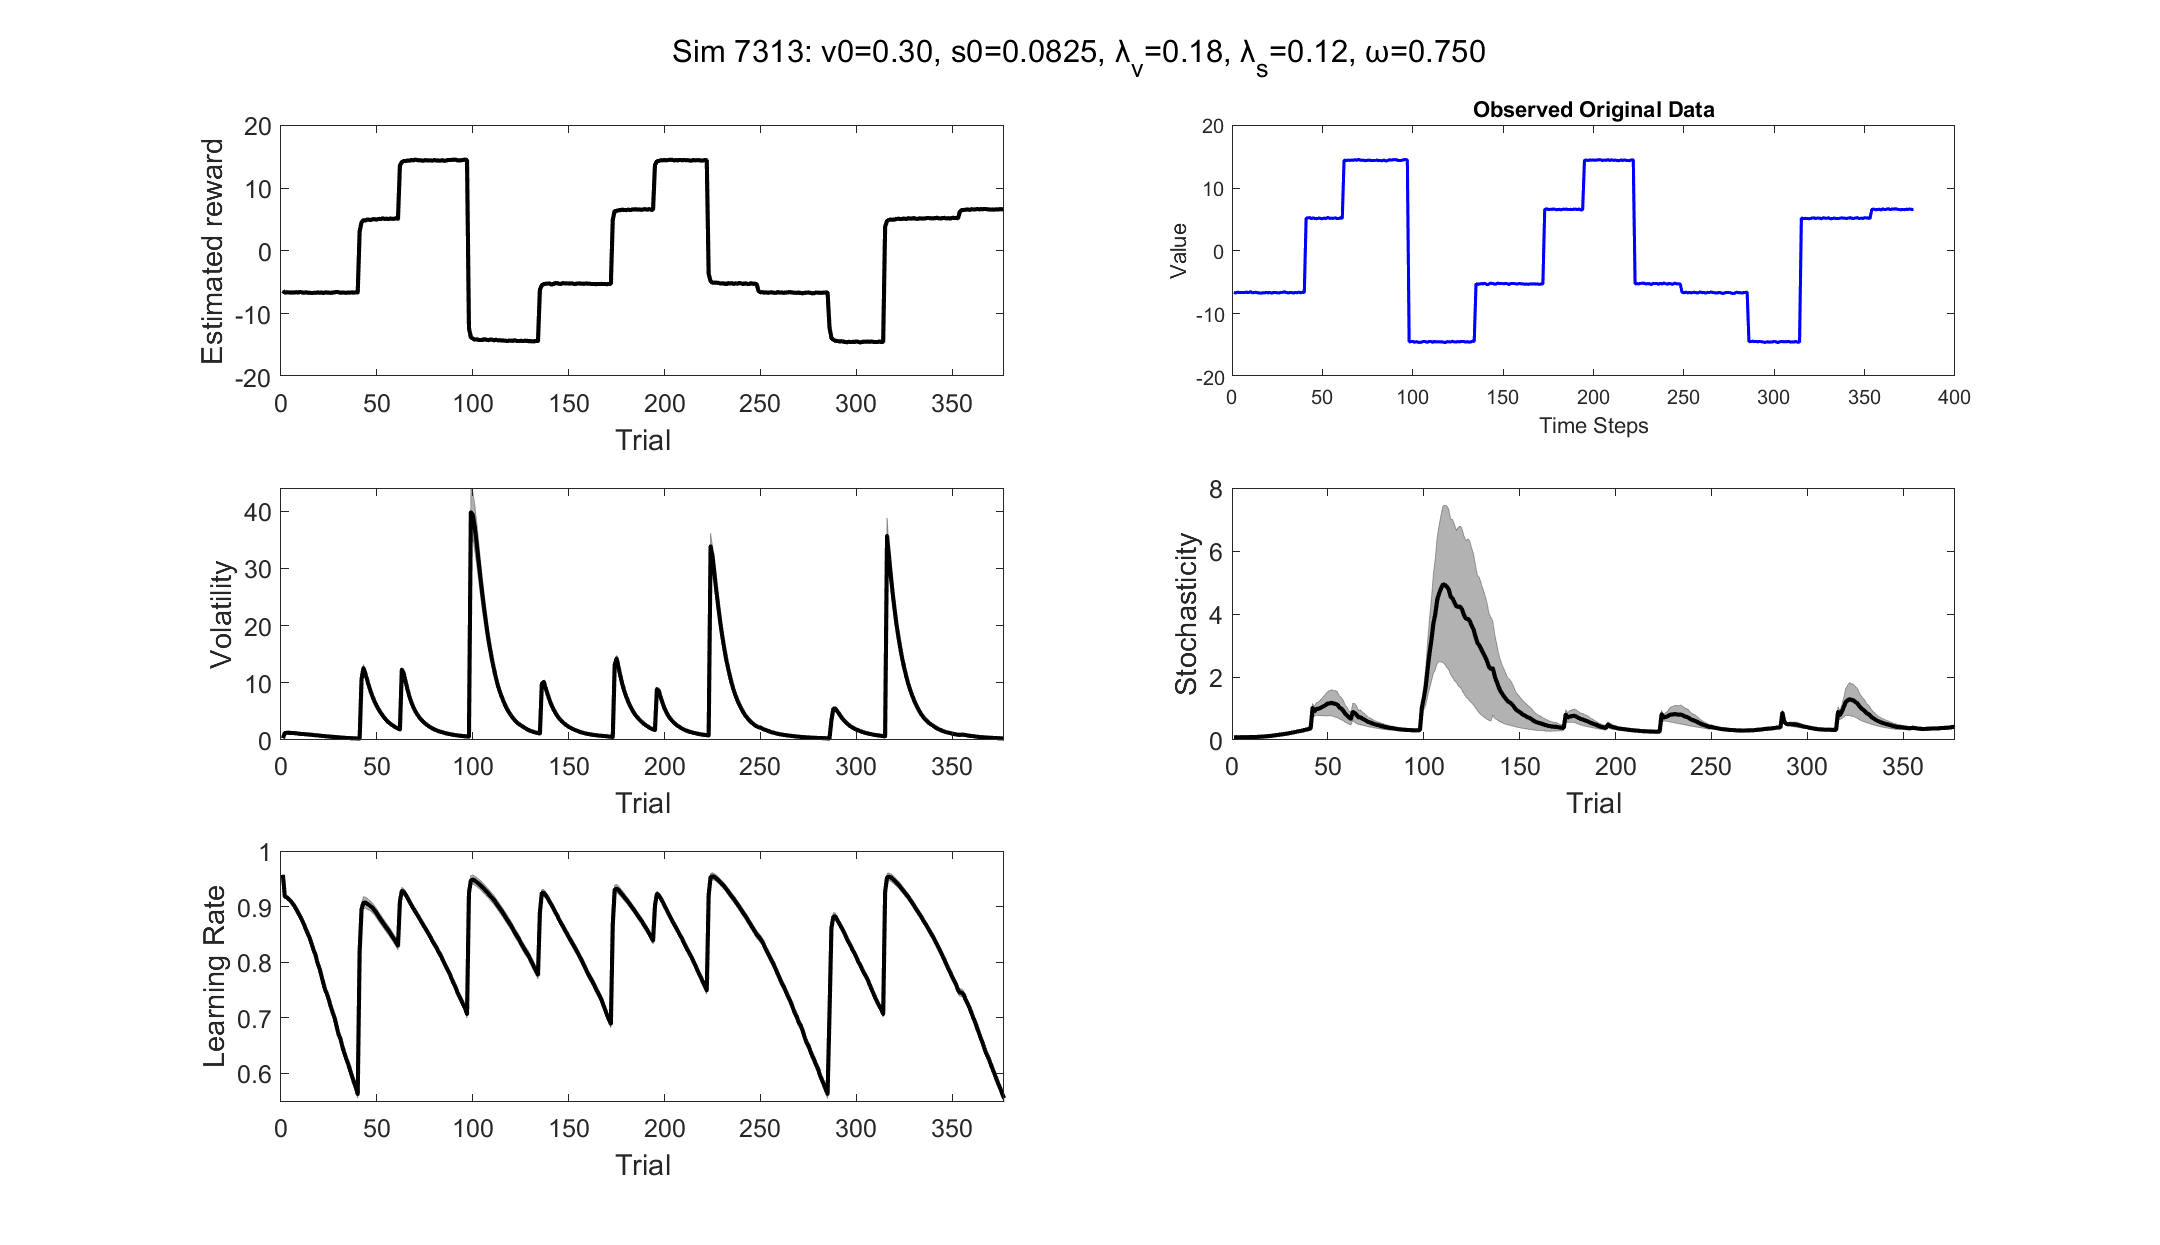 Sim 7313: v0=0.30, s0=0.0825, λ_v=0.18, λ_s=0.12, ω=0.750
Estimated reward
20
10
0
-10
-20
0 50 100 150 200 250 300 350
Trial
Observed Original Data
Value
20
10
0
-10
-20
0 50 100 150 200 250 300 350 400
Time Steps
Volatility
40
30
20
10
0
0 50 100 150 200 250 300 350
Trial
Stochasticity
8
6
4
2
0
0 50 100 150 200 250 300 350
Trial
Learning Rate
1
0.9
0.8
0.7
0.6
0 50 100 150 200 250 300 350
Trial